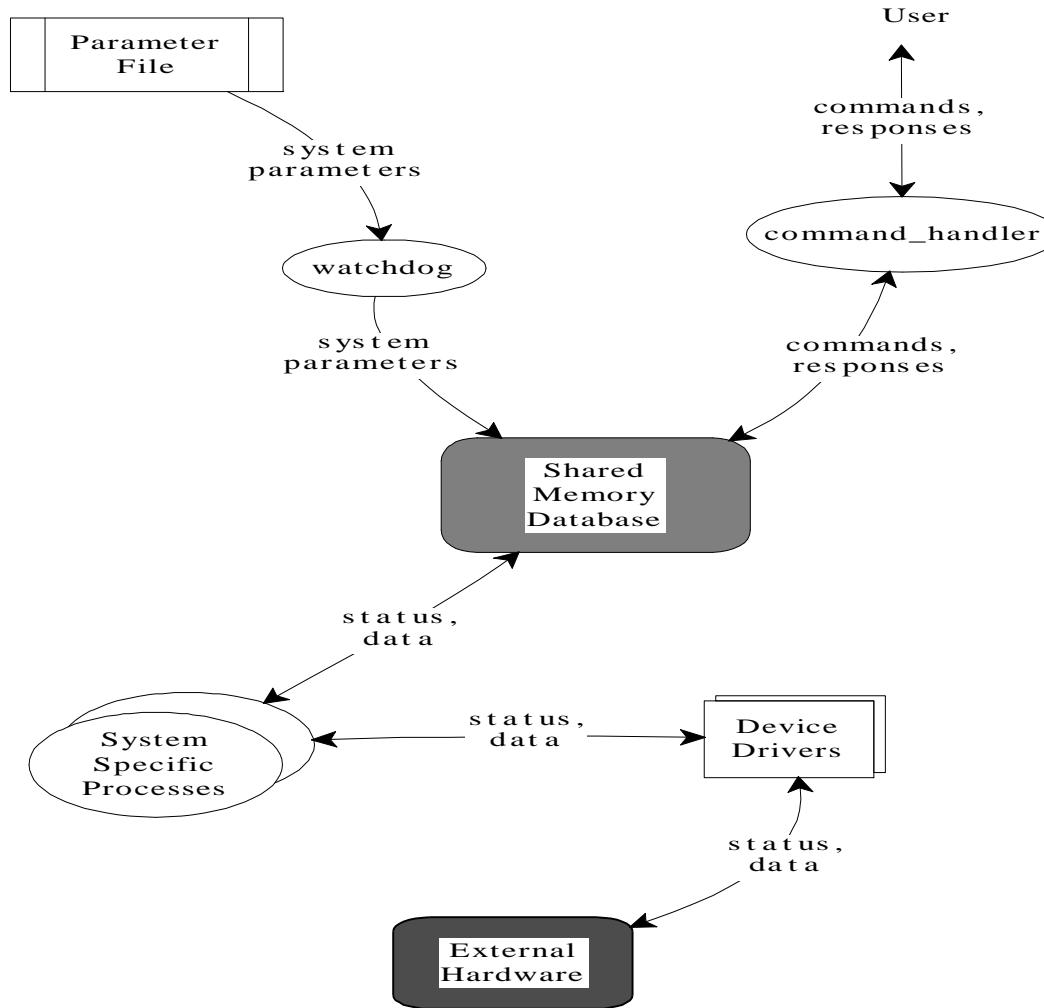 Parameter
File
User
commands,
responses
system
parameters
command_handler
watchdog
system
parameters
commands,
responses
Shared
Memory
Database
status,
data
System
Specific
Processes
status,
data
Device
Drivers
status,
data
External
Hardware